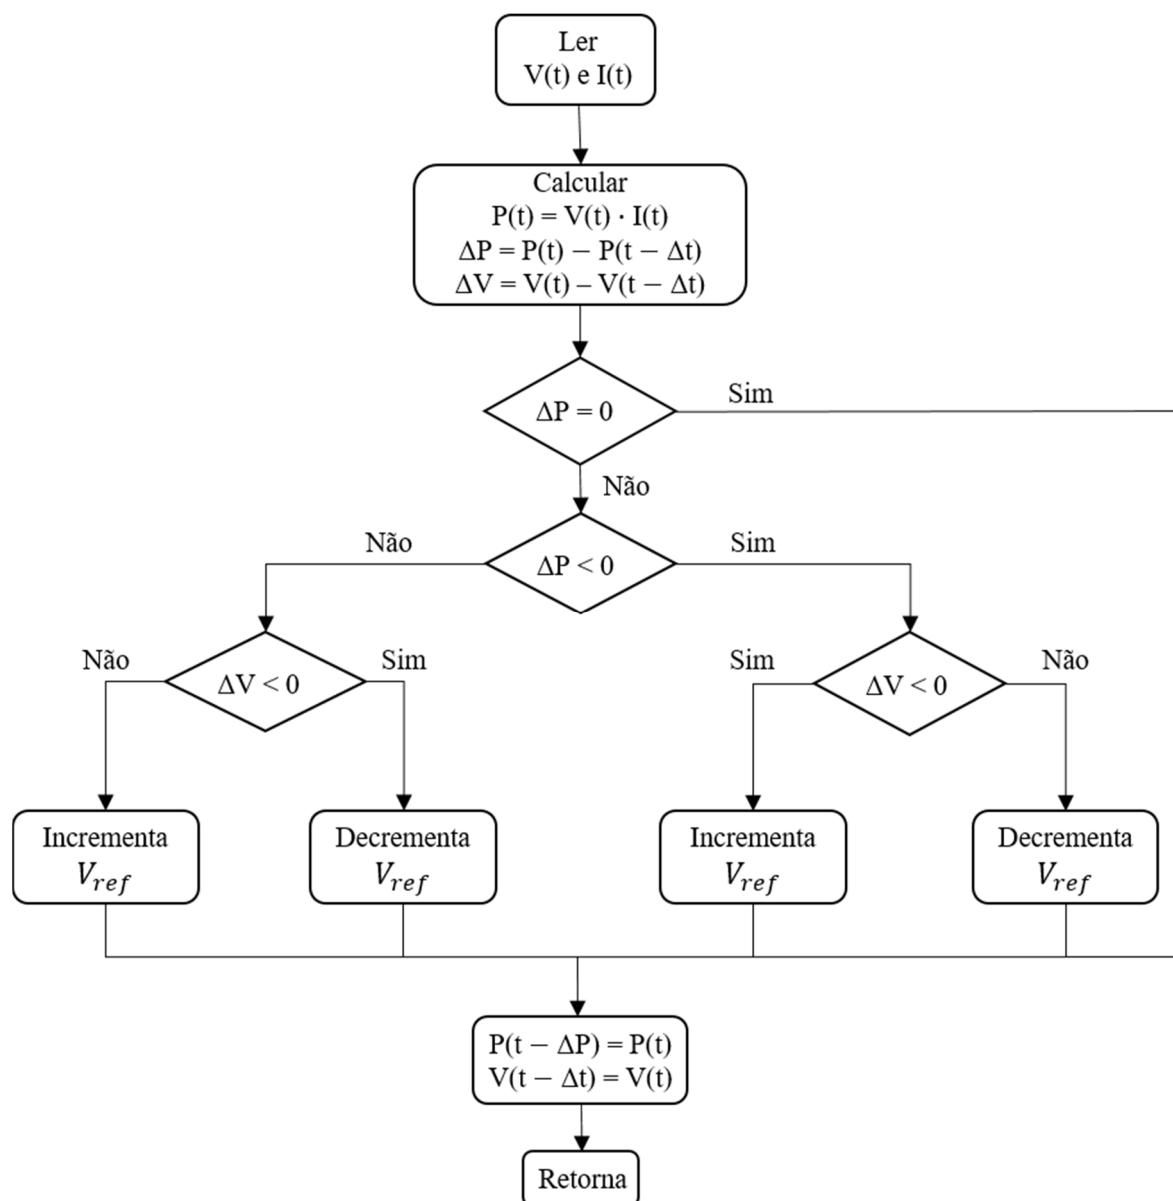 Ler
V(t) e I(t)
Calcular
P(t) = V(t) · I(t)
ΔP = P(t) − P(t − Δt)
ΔV = V(t) – V(t − Δt)
ΔP = 0
Sim
Não
Não
ΔP < 0
Sim
Não
ΔV < 0
Sim
Sim
ΔV < 0
Não
Incrementa
V_ref
Decrementa
V_ref
Incrementa
V_ref
Decrementa
V_ref
P(t − ΔP) = P(t)
V(t − Δt) = V(t)
Retorna